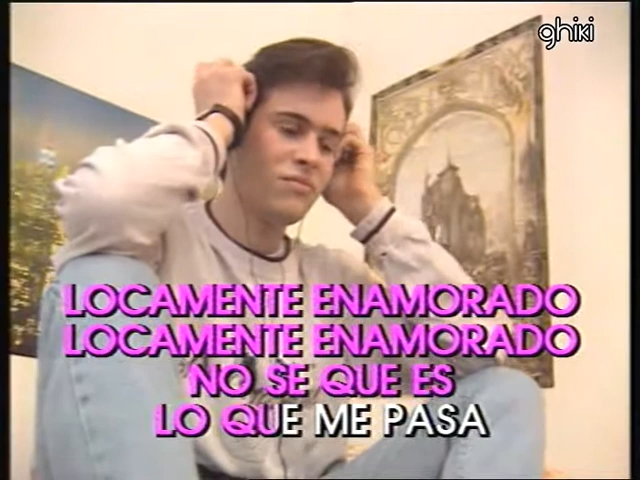 ghiki
LOCAMENTE ENAMORADO
LOCAMENTE ENAMORADO
NO SE QUE ES
LO QUE ME PASA